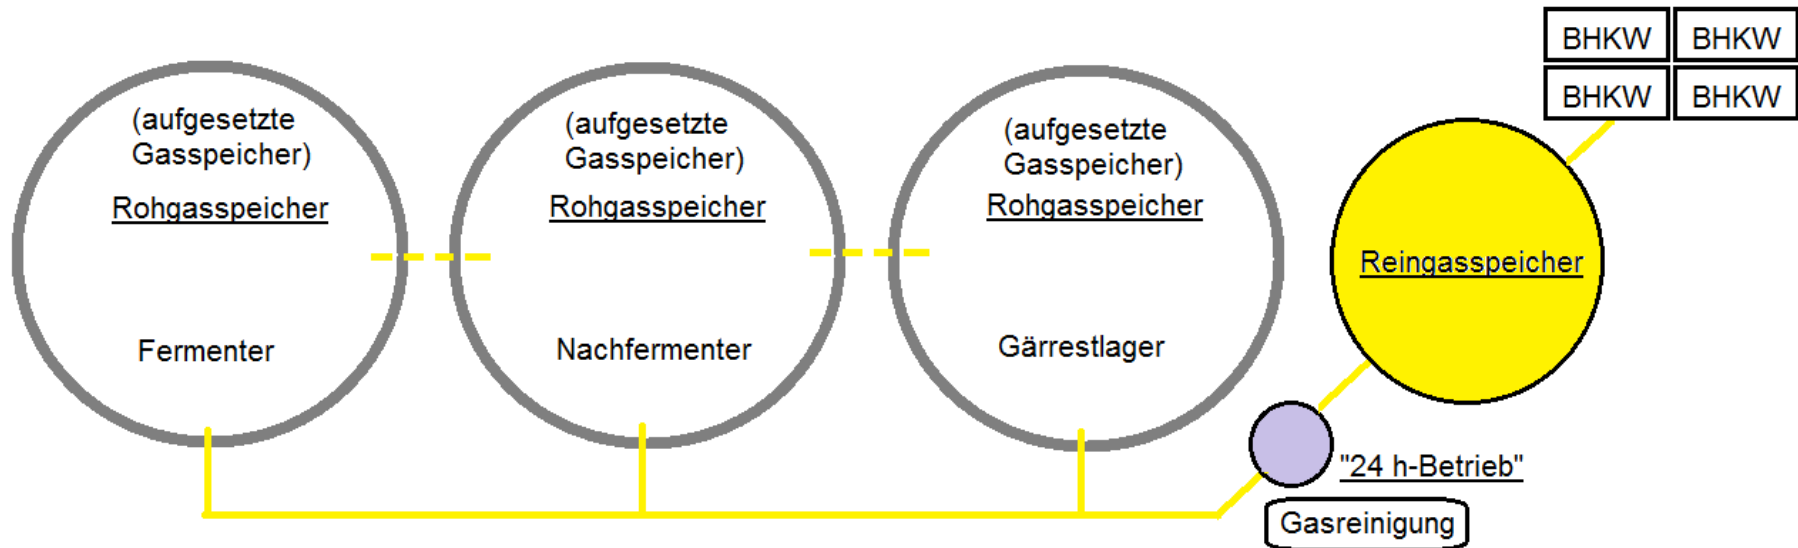 BHKW BHKW
BHKW BHKW
(aufgesetzte
Gasspeicher)
Rohgasspeicher
Fermenter
(aufgesetzte
Gasspeicher)
Rohgasspeicher
Nachfermenter
(aufgesetzte
Gasspeicher)
Rohgasspeicher
Gärrestlager
Reingasspeicher
"24 h-Betrieb"
Gasreinigung